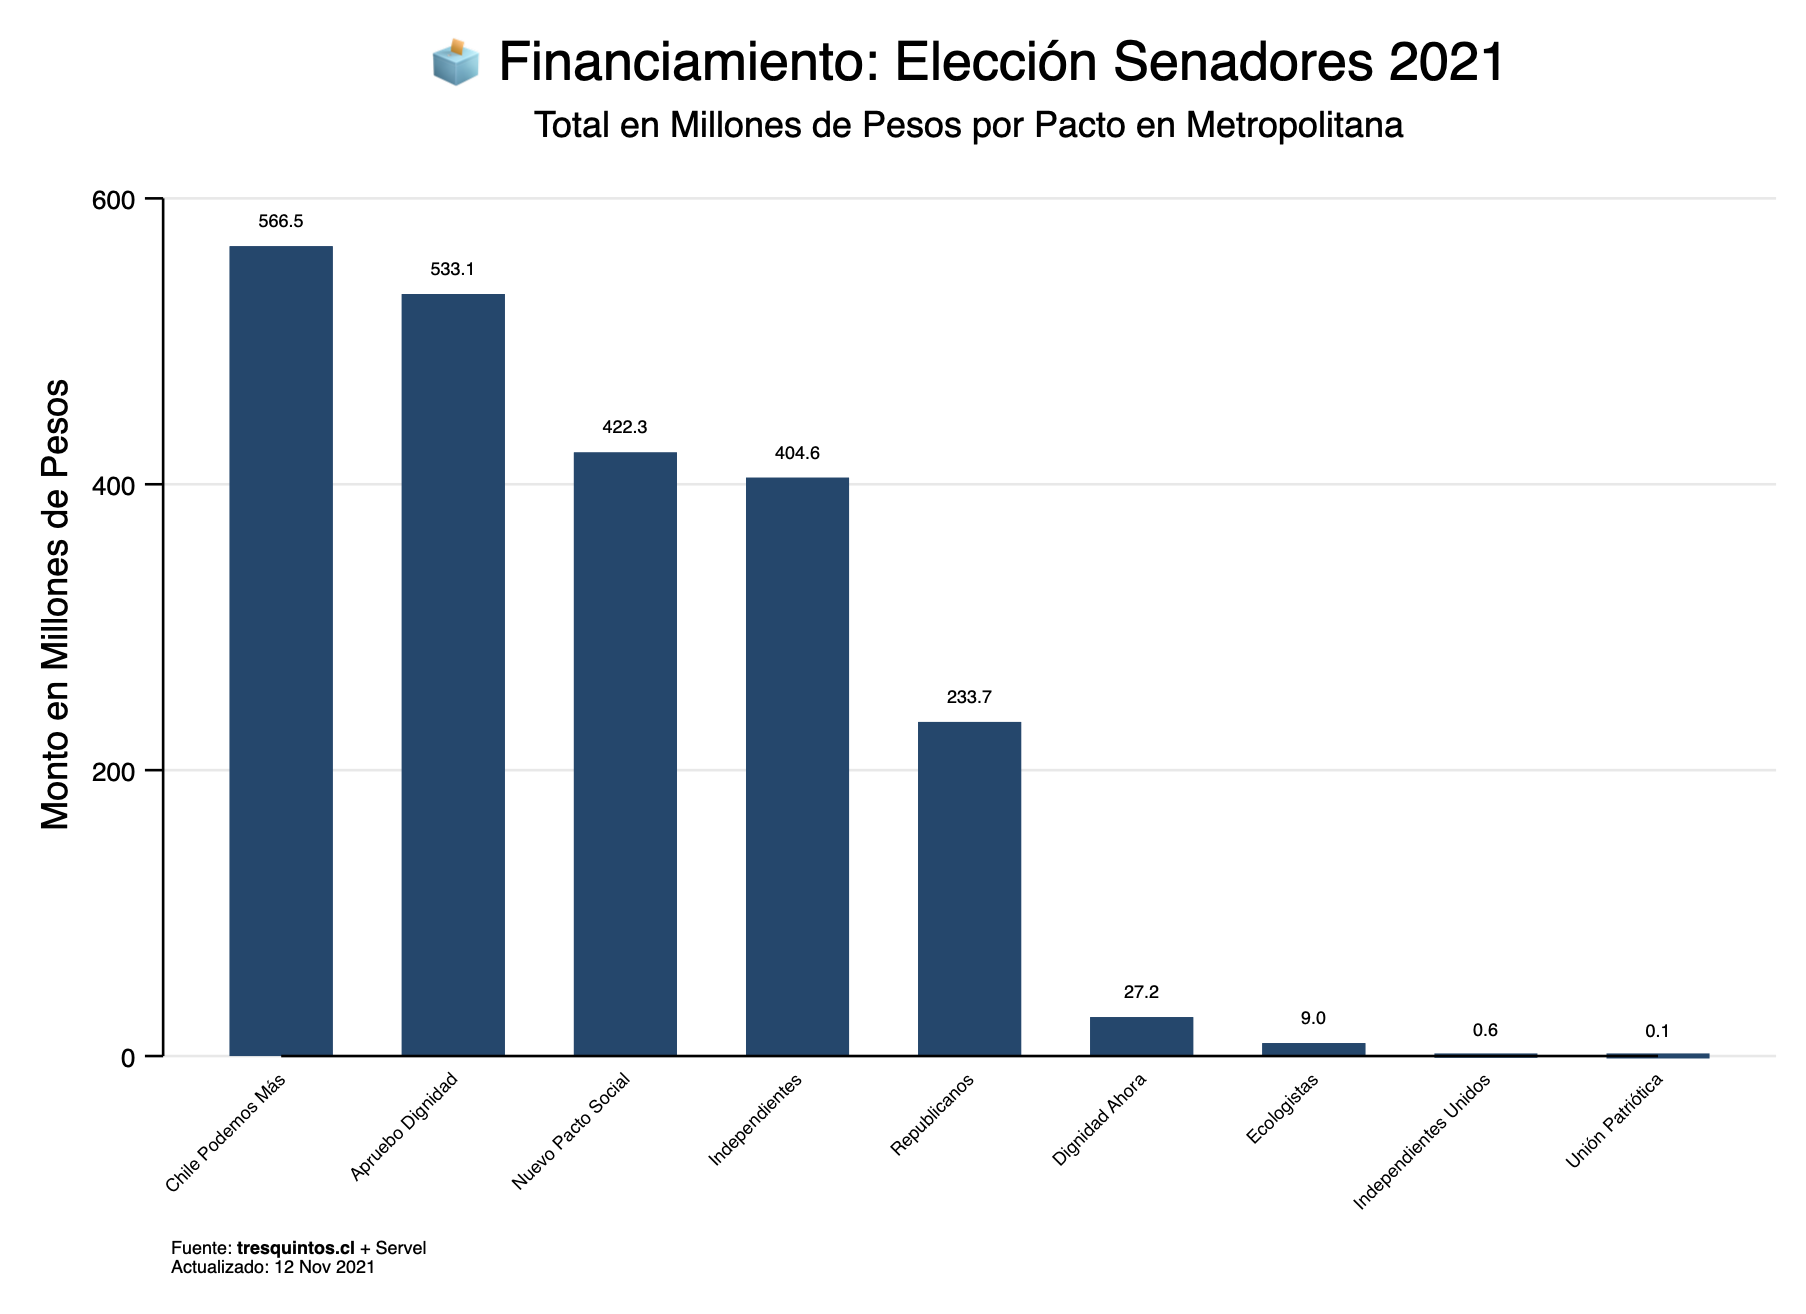 Financiamiento: Elección Senadores 2021
Total en Millones de Pesos por Pacto en Metropolitana
Monto en Millones de Pesos
600
400
200
0
566.5
533.1
422.3
404.6
233.7
27.2
9.0
0.6
0.1
Chile Podemos Más
Apruebo Dignidad
Nuevo Pacto Social
Independientes
Republicanos
Dignidad Ahora
Ecologistas
Independientes Unidos
Unión Patriótica
Fuente: tresquintos.cl + Servel
Actualizado: 12 Nov 2021